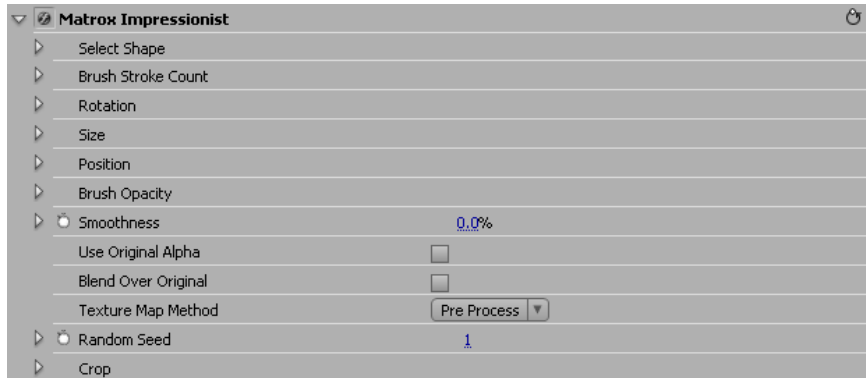 Matrox Impressionist
Select Shape
Brush Stroke Count
Rotation
Size
Position
Brush Opacity
Smoothness 0.0%
Use Original Alpha
Blend Over Original
Texture Map Method Pre Process
Random Seed 1
Crop